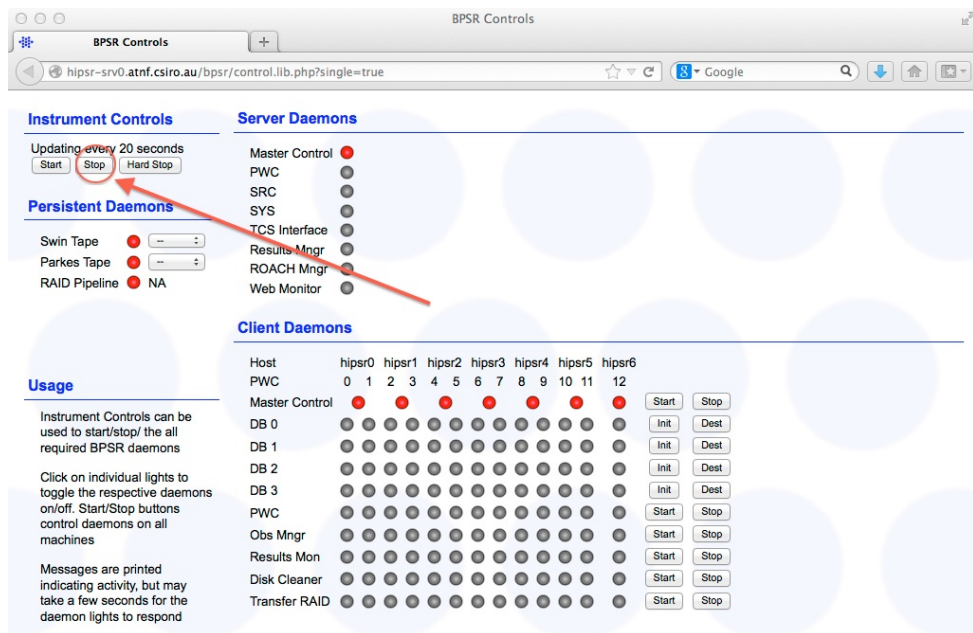 BPSR Controls
BPSR Controls
hipsr-srv0.atnf.csiro.au/bpsr/control.lib.php?single=true
Google
Instrument Controls
Updating every 20 seconds
Start Stop Hard Stop
Persistent Daemons
Swin Tape --
Parkes Tape --
RAID Pipeline NA
Usage
Instrument Controls can be
used to start/stop/ the all
required BPSR daemons
Click on individual lights to
toggle the respective daemons
on/off. Start/Stop buttons
control daemons on all
machines
Messages are printed
indicating activity, but may
take a few seconds for the
daemon lights to respond
Server Daemons
Master Control
PWC
SRC
SYS
TCS Interface
Results Mngr
ROACH Mngr
Web Monitor
Client Daemons
Host hipsr0 hipsr1 hipsr2 hipsr3 hipsr4 hipsr5 hipsr6
PWC 0 1 2 3 4 5 6 7 8 9 10 11 12
Master Control Start Stop
DB 0 Init Dest
DB 1 Init Dest
DB 2 Init Dest
DB 3 Init Dest
PWC Start Stop
Obs Mngr Start Stop
Results Mon Start Stop
Disk Cleaner Start Stop
Transfer RAID Start Stop